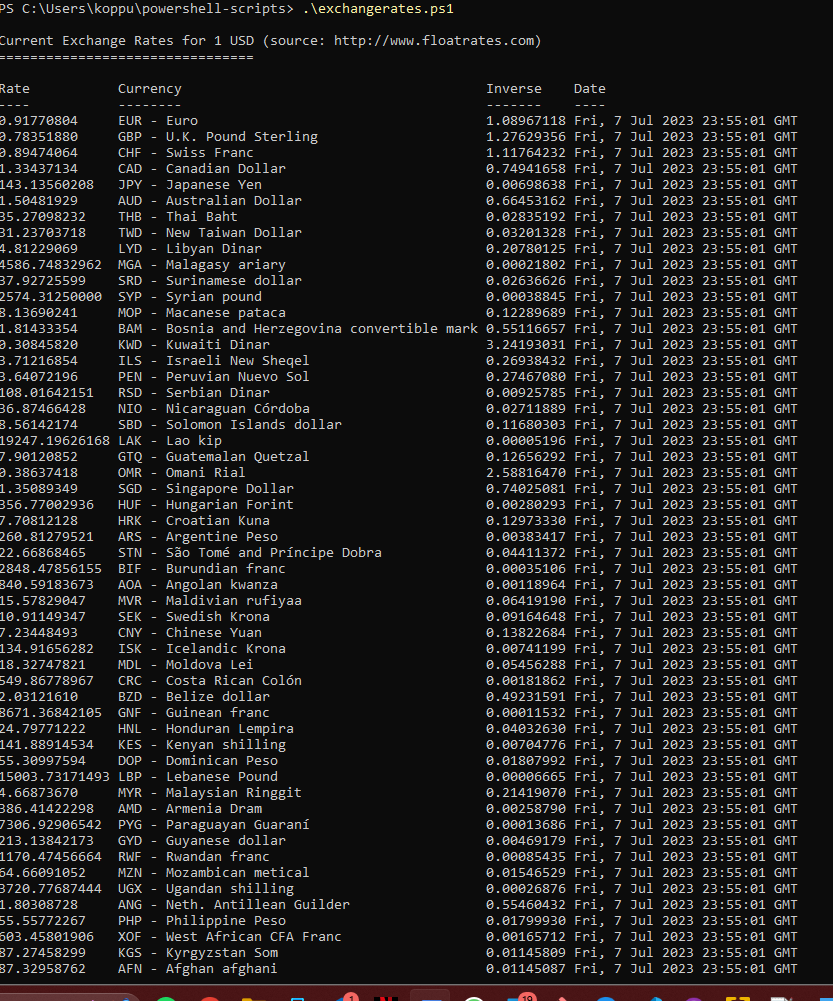 PS C:\Users\koppu\powershell-scripts> .\exchangerates.ps1
Current Exchange Rates for 1 USD (source: http://www.floatrates.com)
================================
Rate Currency Inverse Date
---- -------- ------- ----
0.91770804 EUR - Euro 1.08967118 Fri, 7 Jul 2023 23:55:01 GMT
0.78351880 GBP - U.K. Pound Sterling 1.27629356 Fri, 7 Jul 2023 23:55:01 GMT
0.89474064 CHF - Swiss Franc 1.11764232 Fri, 7 Jul 2023 23:55:01 GMT
1.33437134 CAD - Canadian Dollar 0.74941658 Fri, 7 Jul 2023 23:55:01 GMT
143.13560208 JPY - Japanese Yen 0.00698638 Fri, 7 Jul 2023 23:55:01 GMT
1.50481929 AUD - Australian Dollar 0.66453162 Fri, 7 Jul 2023 23:55:01 GMT
35.27098232 THB - Thai Baht 0.02835192 Fri, 7 Jul 2023 23:55:01 GMT
31.23703718 TWD - New Taiwan Dollar 0.03201328 Fri, 7 Jul 2023 23:55:01 GMT
4.81229069 LYD - Libyan Dinar 0.20780125 Fri, 7 Jul 2023 23:55:01 GMT
4586.74832962 MGA - Malagasy ariary 0.00021802 Fri, 7 Jul 2023 23:55:01 GMT
37.92725599 SRD - Surinamese dollar 0.02636626 Fri, 7 Jul 2023 23:55:01 GMT
2574.31250000 SYP - Syrian pound 0.00038845 Fri, 7 Jul 2023 23:55:01 GMT
8.13690241 MOP - Macanese pataca 0.12289689 Fri, 7 Jul 2023 23:55:01 GMT
1.81433354 BAM - Bosnia and Herzegovina convertible mark 0.55116657 Fri, 7 Jul 2023 23:55:01 GMT
0.30845820 KWD - Kuwaiti Dinar 3.24193031 Fri, 7 Jul 2023 23:55:01 GMT
3.71216854 ILS - Israeli New Sheqel 0.26938432 Fri, 7 Jul 2023 23:55:01 GMT
3.64072196 PEN - Peruvian Nuevo Sol 0.27467080 Fri, 7 Jul 2023 23:55:01 GMT
108.01642151 RSD - Serbian Dinar 0.00925785 Fri, 7 Jul 2023 23:55:01 GMT
36.87466428 NIO - Nicaraguan Córdoba 0.02711889 Fri, 7 Jul 2023 23:55:01 GMT
8.56142174 SBD - Solomon Islands dollar 0.11680303 Fri, 7 Jul 2023 23:55:01 GMT
19247.19626168 LAK - Lao kip 0.00005196 Fri, 7 Jul 2023 23:55:01 GMT
7.90120852 GTQ - Guatemalan Quetzal 0.12656292 Fri, 7 Jul 2023 23:55:01 GMT
0.38637418 OMR - Omani Rial 2.58816470 Fri, 7 Jul 2023 23:55:01 GMT
1.35089349 SGD - Singapore Dollar 0.74025081 Fri, 7 Jul 2023 23:55:01 GMT
356.77002936 HUF - Hungarian Forint 0.00280293 Fri, 7 Jul 2023 23:55:01 GMT
7.70812128 HRK - Croatian Kuna 0.12973330 Fri, 7 Jul 2023 23:55:01 GMT
260.81279521 ARS - Argentine Peso 0.00383417 Fri, 7 Jul 2023 23:55:01 GMT
22.66868465 STN - São Tomé and Príncipe Dobra 0.04411372 Fri, 7 Jul 2023 23:55:01 GMT
2848.47856155 BIF - Burundian franc 0.00035106 Fri, 7 Jul 2023 23:55:01 GMT
840.59183673 AOA - Angolan kwanza 0.00118964 Fri, 7 Jul 2023 23:55:01 GMT
15.57829047 MVR - Maldivian rufiyaa 0.06419190 Fri, 7 Jul 2023 23:55:01 GMT
10.91149347 SEK - Swedish Krona 0.09164648 Fri, 7 Jul 2023 23:55:01 GMT
7.23448493 CNY - Chinese Yuan 0.13822684 Fri, 7 Jul 2023 23:55:01 GMT
134.91656282 ISK - Icelandic Krona 0.00741199 Fri, 7 Jul 2023 23:55:01 GMT
18.32747821 MDL - Moldova Lei 0.05456288 Fri, 7 Jul 2023 23:55:01 GMT
549.86778967 CRC - Costa Rican Colón 0.00181862 Fri, 7 Jul 2023 23:55:01 GMT
2.03121610 BZD - Belize dollar 0.49231591 Fri, 7 Jul 2023 23:55:01 GMT
8671.36842105 GNF - Guinean franc 0.00011532 Fri, 7 Jul 2023 23:55:01 GMT
24.79771222 HNL - Honduran Lempira 0.04032630 Fri, 7 Jul 2023 23:55:01 GMT
141.88914534 KES - Kenyan shilling 0.00704776 Fri, 7 Jul 2023 23:55:01 GMT
55.30997594 DOP - Dominican Peso 0.01807992 Fri, 7 Jul 2023 23:55:01 GMT
15003.73171493 LBP - Lebanese Pound 0.00006665 Fri, 7 Jul 2023 23:55:01 GMT
4.66873670 MYR - Malaysian Ringgit 0.21419070 Fri, 7 Jul 2023 23:55:01 GMT
386.41422298 AMD - Armenia Dram 0.00258790 Fri, 7 Jul 2023 23:55:01 GMT
7306.92906542 PYG - Paraguayan Guaraní 0.00013686 Fri, 7 Jul 2023 23:55:01 GMT
213.13842173 GYD - Guyanese dollar 0.00469179 Fri, 7 Jul 2023 23:55:01 GMT
1170.47456664 RWF - Rwandan franc 0.00085435 Fri, 7 Jul 2023 23:55:01 GMT
64.66091052 MZN - Mozambican metical 0.01546529 Fri, 7 Jul 2023 23:55:01 GMT
3720.77687444 UGX - Ugandan shilling 0.00026876 Fri, 7 Jul 2023 23:55:01 GMT
1.80308728 ANG - Neth. Antillean Guilder 0.55460432 Fri, 7 Jul 2023 23:55:01 GMT
55.55772267 PHP - Philippine Peso 0.01799930 Fri, 7 Jul 2023 23:55:01 GMT
603.45801906 XOF - West African CFA Franc 0.00165712 Fri, 7 Jul 2023 23:55:01 GMT
87.27458299 KGS - Kyrgyzstan Som 0.01145809 Fri, 7 Jul 2023 23:55:01 GMT
87.32958762 AFN - Afghan afghani 0.01145087 Fri, 7 Jul 2023 23:55:01 GMT
1 19